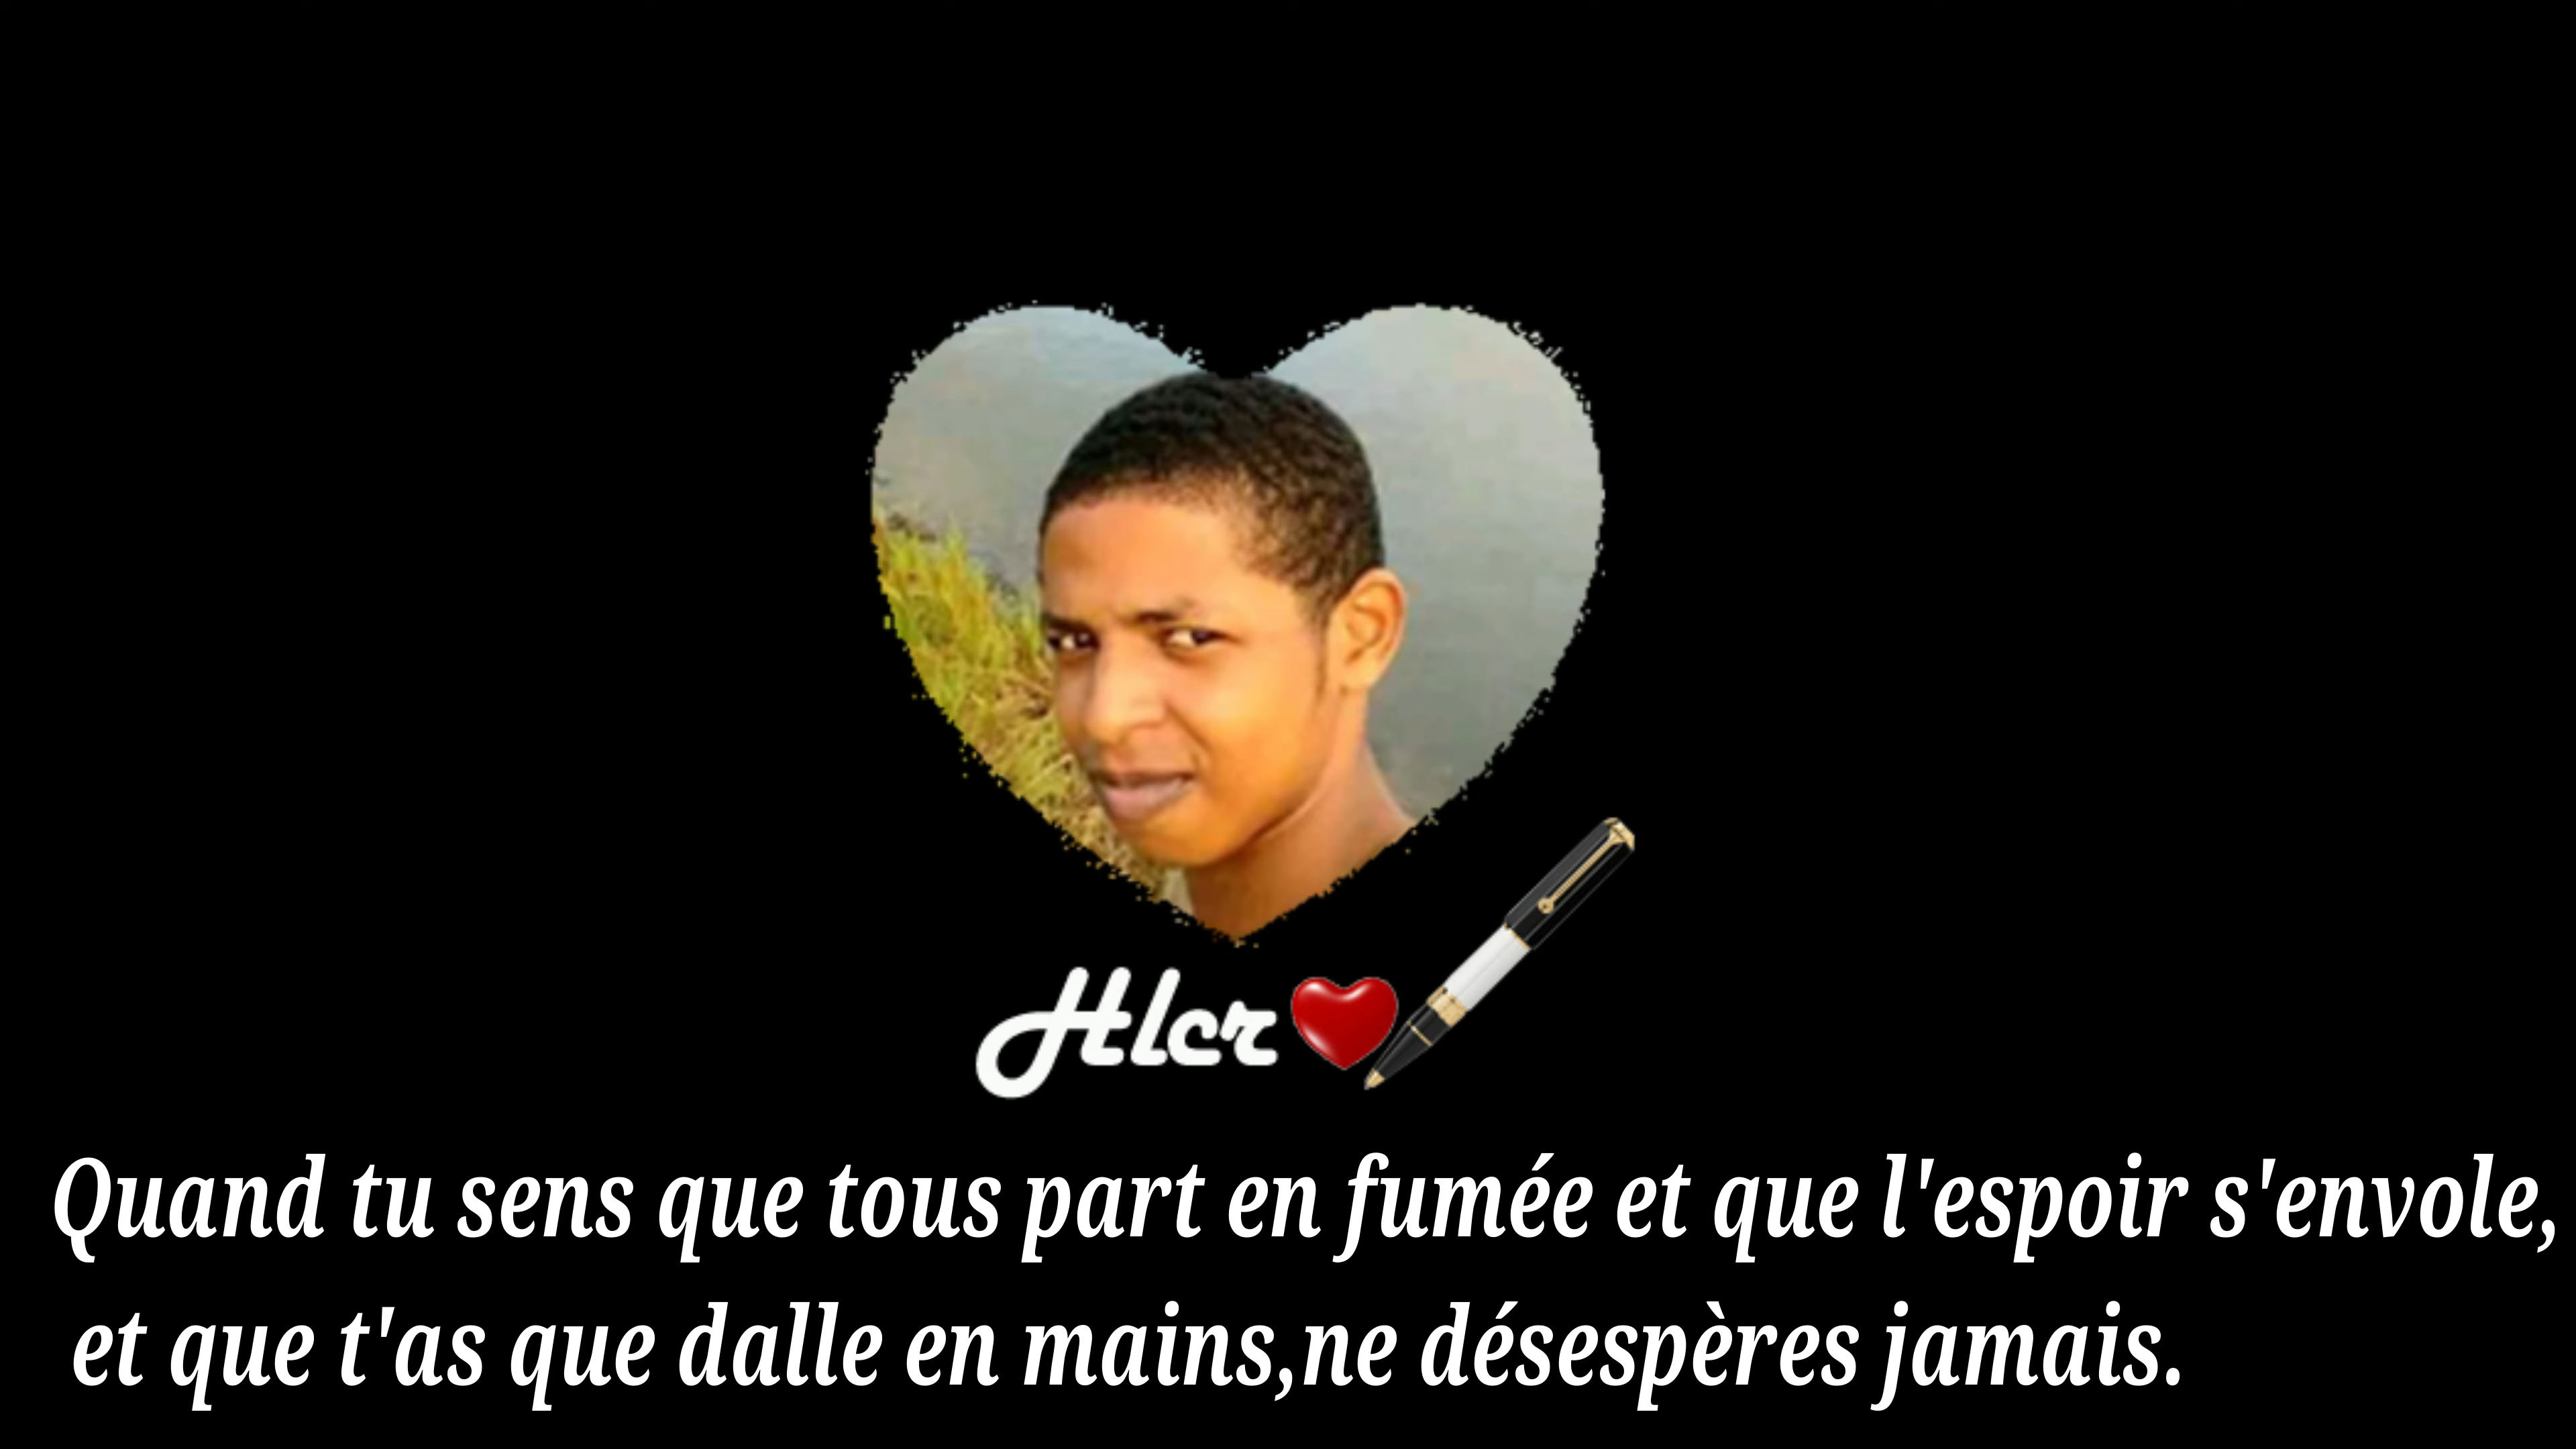 Hlcr
Quand tu sens que tous part en fumée et que l'espoir s'envole,
et que t'as que dalle en mains,ne désespères jamais.